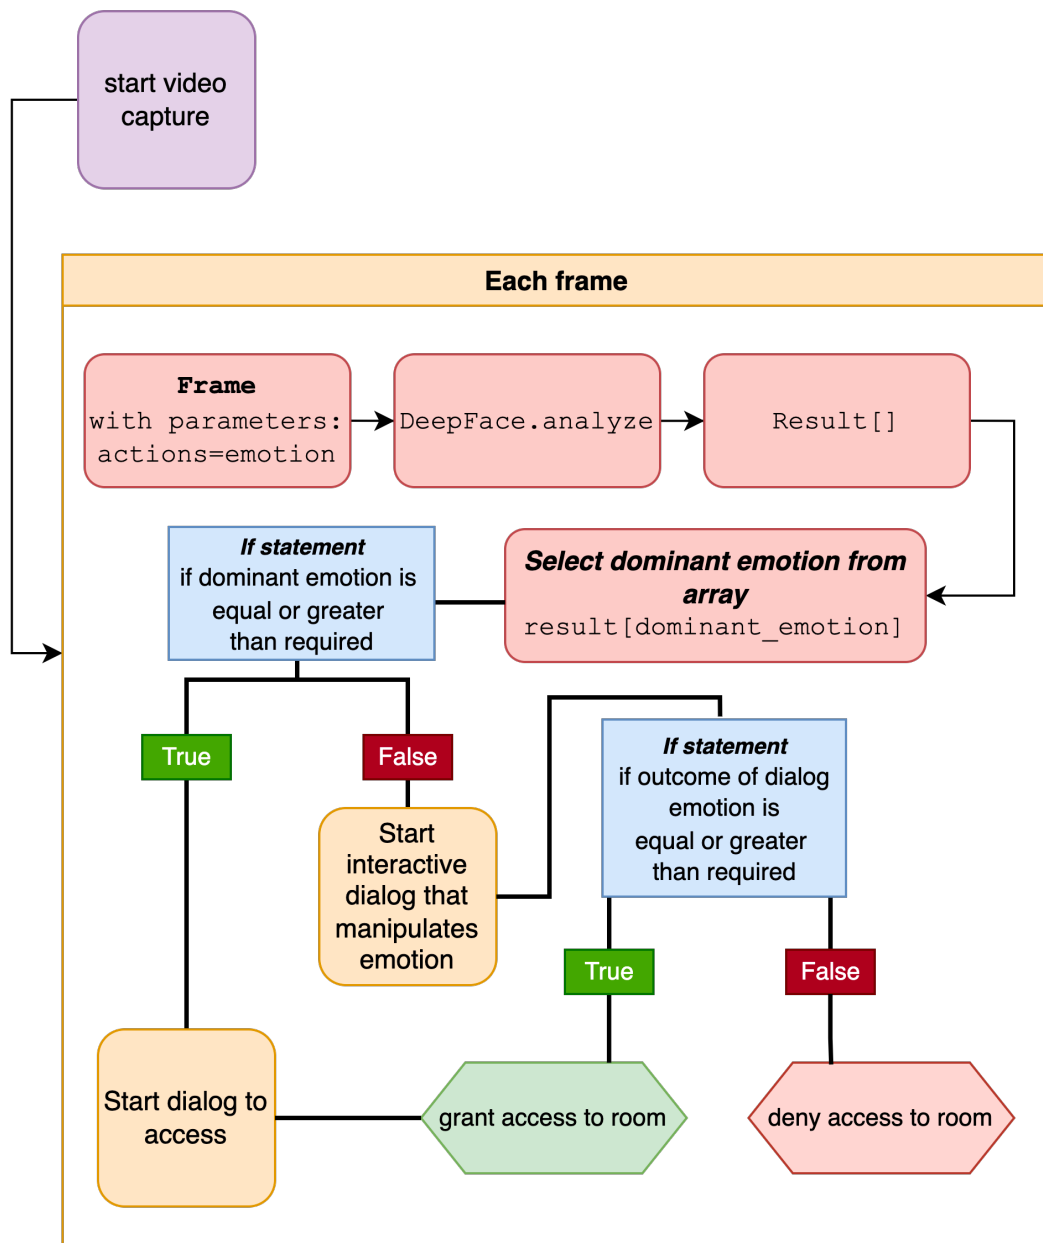 start video
capture
Each frame
Frame
with parameters:
actions=emotion
DeepFace.analyze
Result[]
If statement
if dominant emotion is
equal or greater
than required
Select dominant emotion from
array
result[dominant_emotion]
True
False
If statement
if outcome of dialog
emotion is
equal or greater
than required
Start
interactive
dialog that
manipulates
emotion
True
False
Start dialog to
access
grant access to room
deny access to room